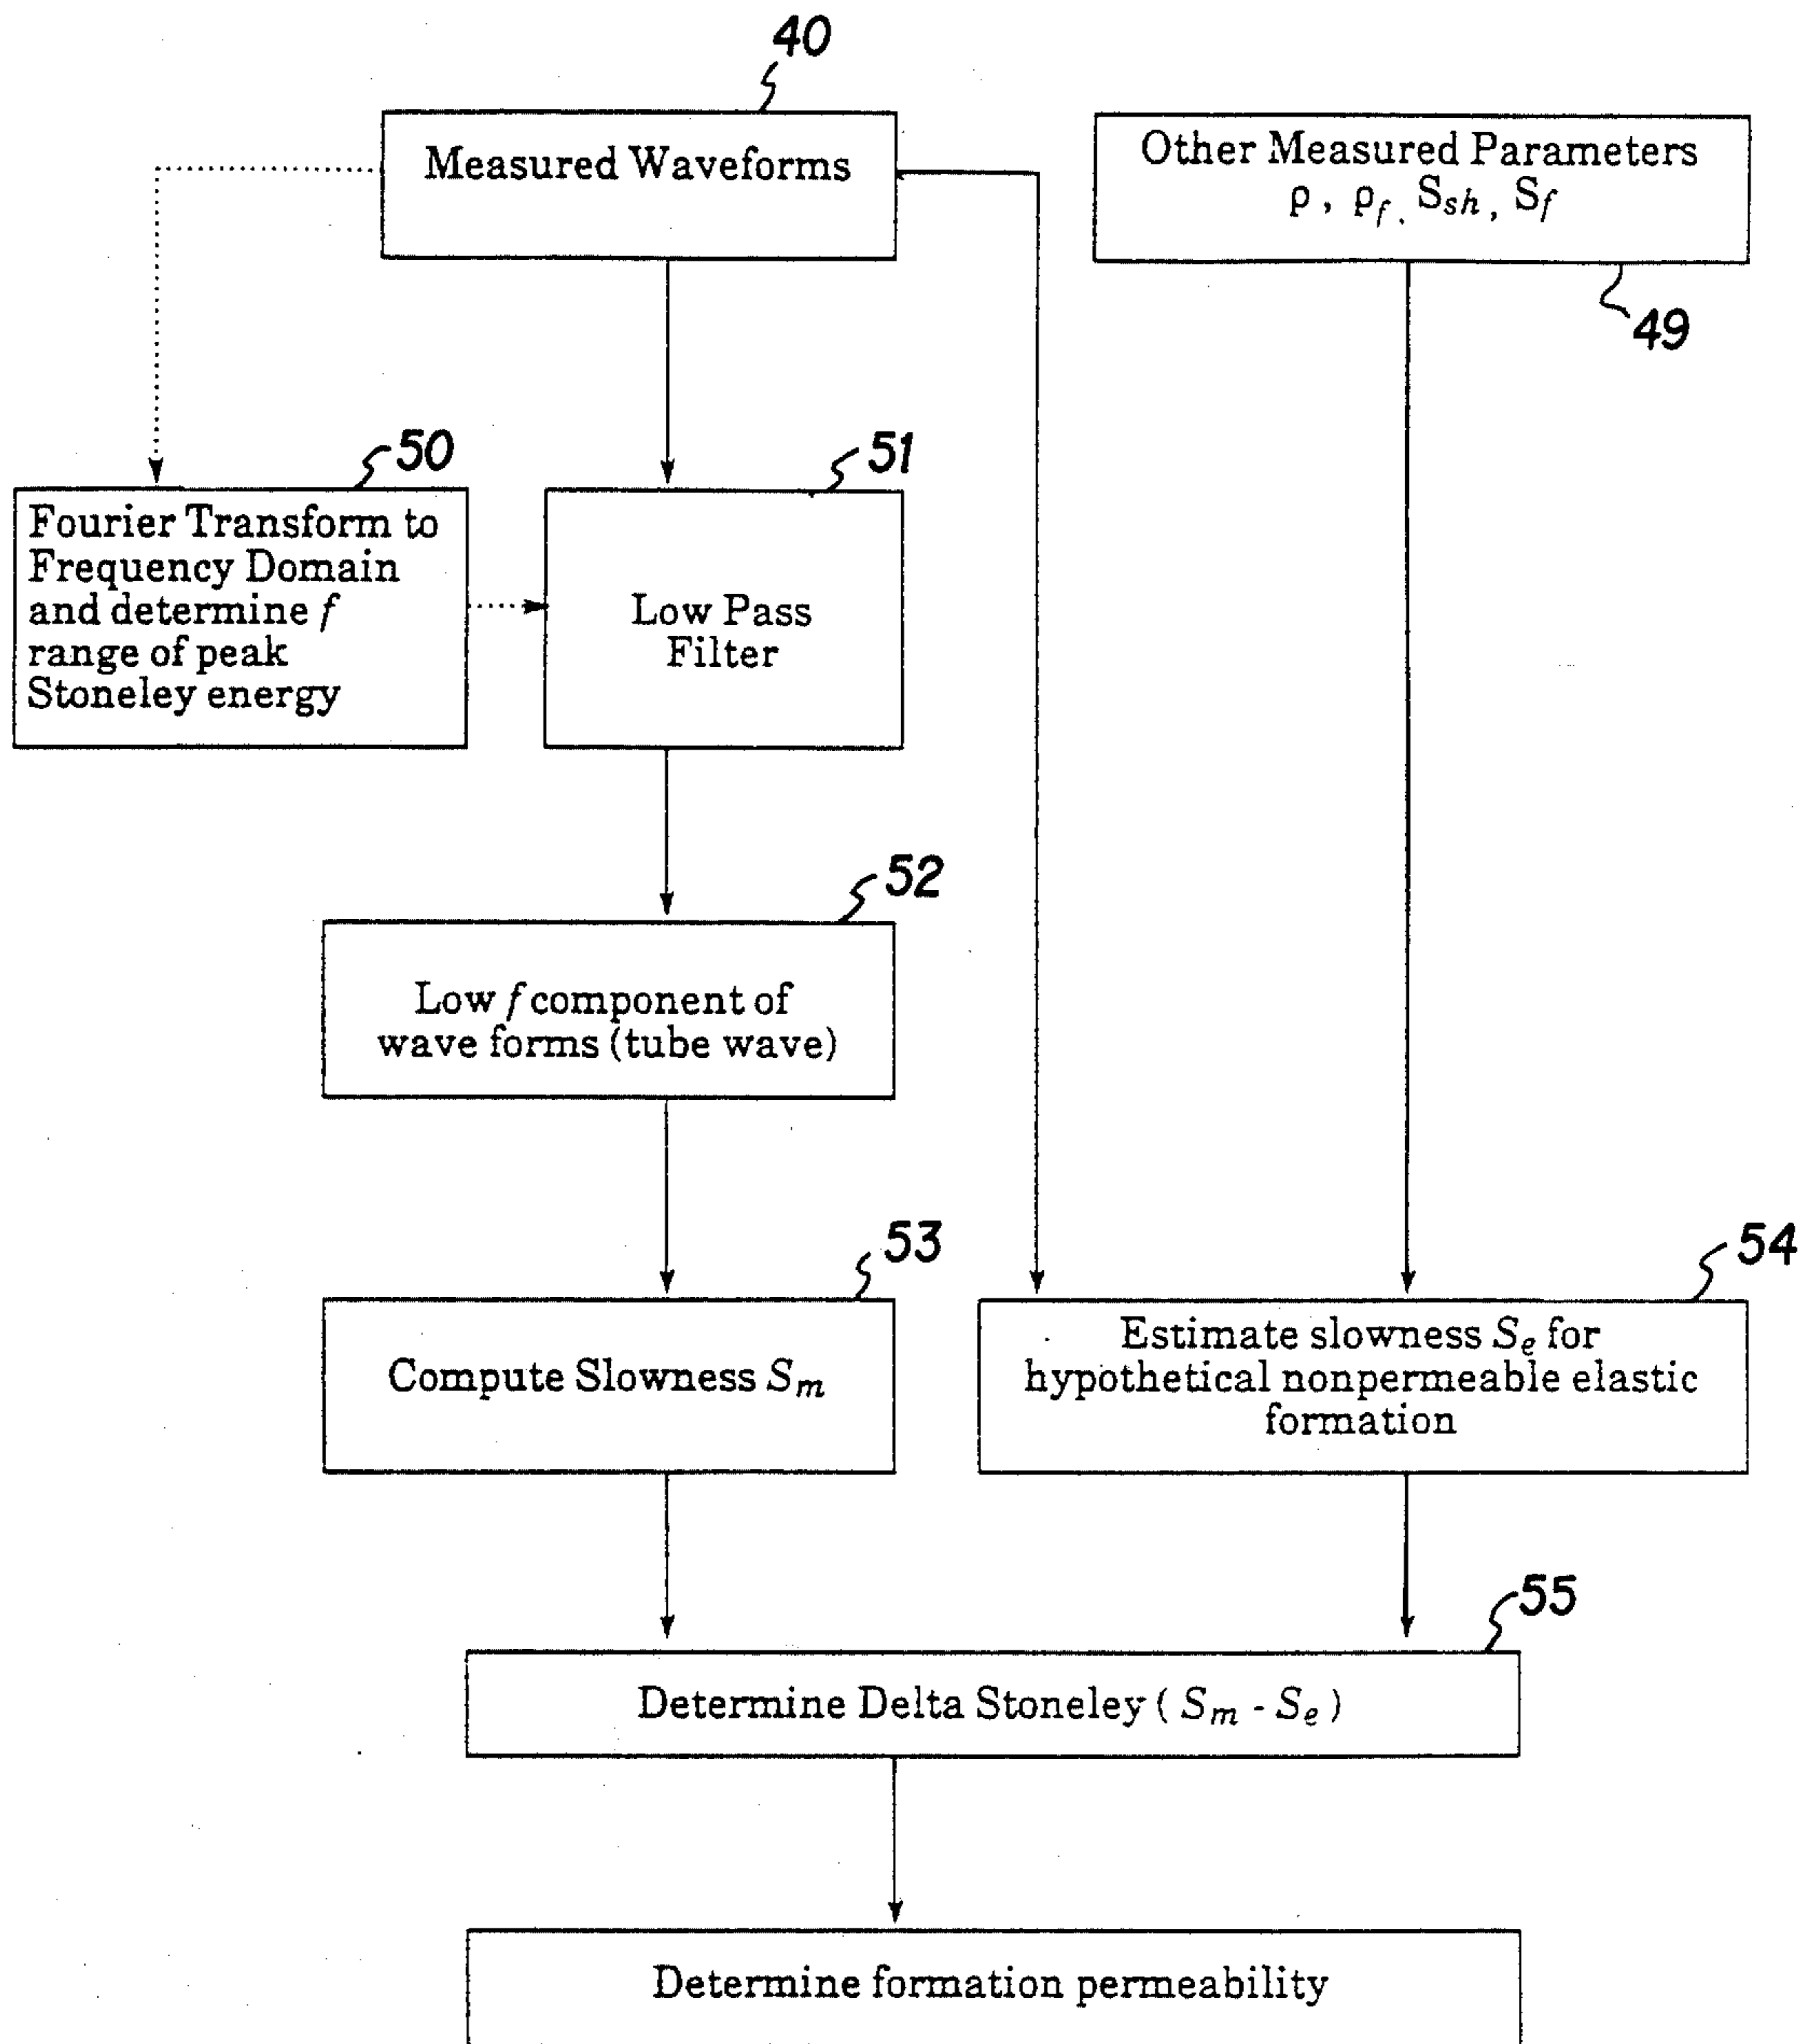 40
Measured Waveforms
Other Measured Parameters
ρ , ρf , Ssh , Sf
49
50
Fourier Transform to
Frequency Domain
and determine f
range of peak
Stoneley energy
51
Low Pass
Filter
52
Low f component of
wave forms (tube wave)
53
Compute Slowness Sm
54
Estimate slowness Se for
hypothetical nonpermeable elastic
formation
55
Determine Delta Stoneley ( Sm - Se )
Determine formation permeability